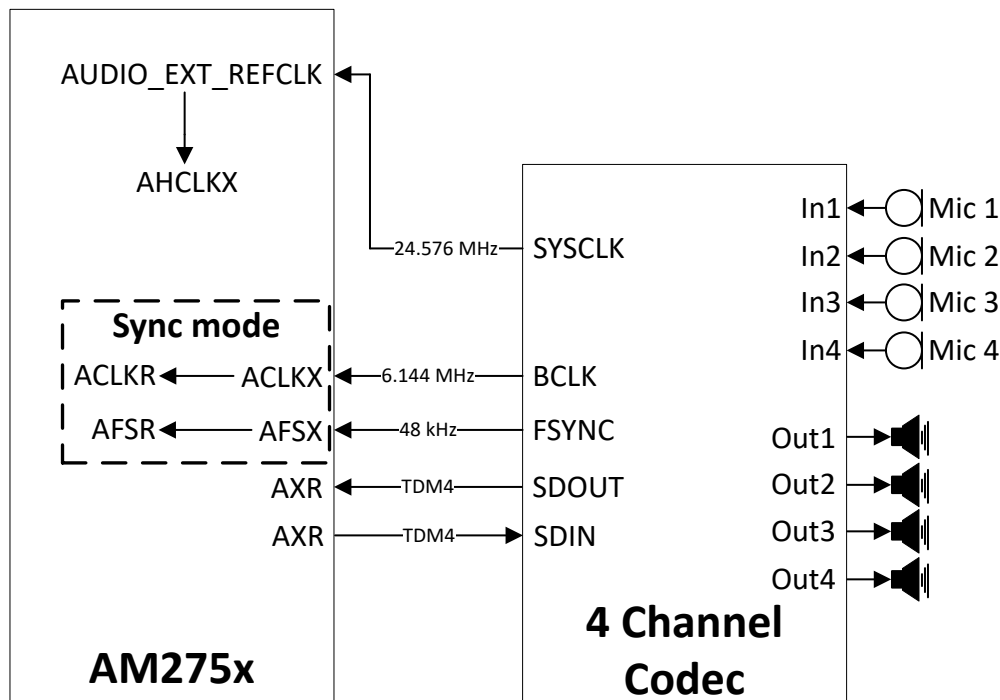 AUDIO_EXT_REFCLK
AHCLKX
24.576 MHz
SYSCLK
In1
Mic 1
In2
Mic 2
In3
Mic 3
In4
Mic 4
Sync mode
ACLKR
ACLKX
6.144 MHz
BCLK
AFSR
AFSX
48 kHz
FSYNC
AXR
TDM4
SDOUT
AXR
TDM4
SDIN
Out1
Out2
Out3
Out4
AM275x
4 Channel
Codec